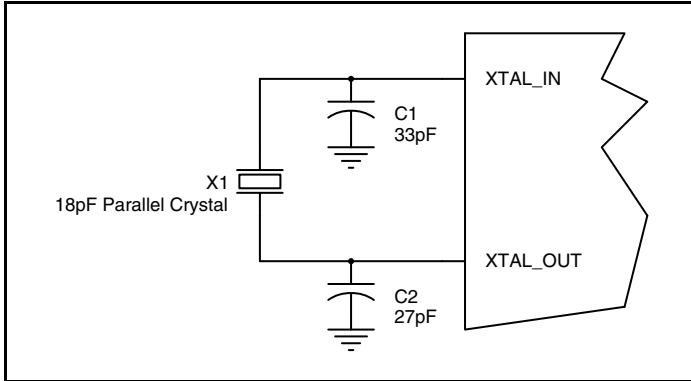 XTAL_IN
C1
33pF
X1
18pF Parallel Crystal
XTAL_OUT
C2
27pF